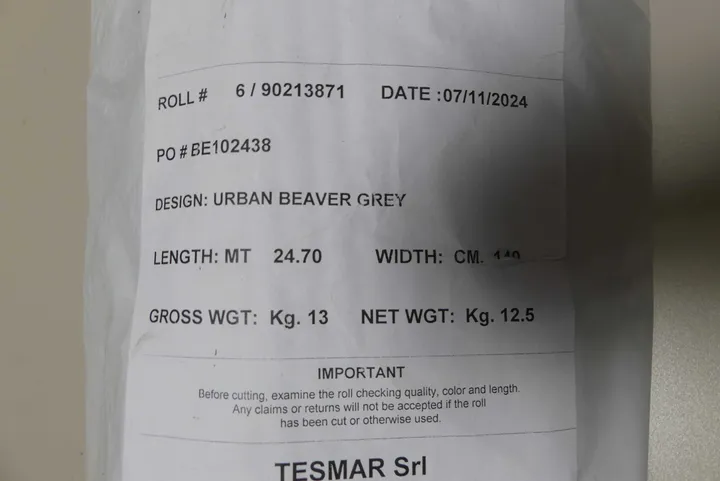 ROLL # 6 / 90213871 DATE :07/11/2024
PO # BE102438
DESIGN: URBAN BEAVER GREY
LENGTH: MT 24.70 WIDTH: CM.
GROSS WGT: Kg. 13 NET WGT: Kg. 12.5
IMPORTANT
Before cutting, examine the roll checking quality, color and length.
Any claims or returns will not be accepted if the roll
has been cut or otherwise used.
TESMAR Srl